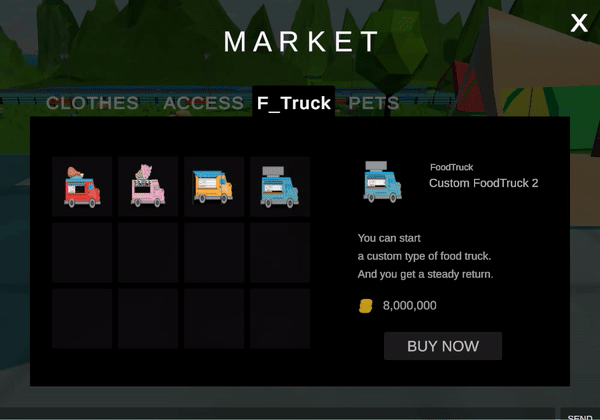 X
MARKET
CLOTHES ACCESS F_Truck PETS
FoodTruck
Custom FoodTruck 2
You can start
a custom type of food truck.
And you get a steady return.
8,000,000
BUY NOW
SEND